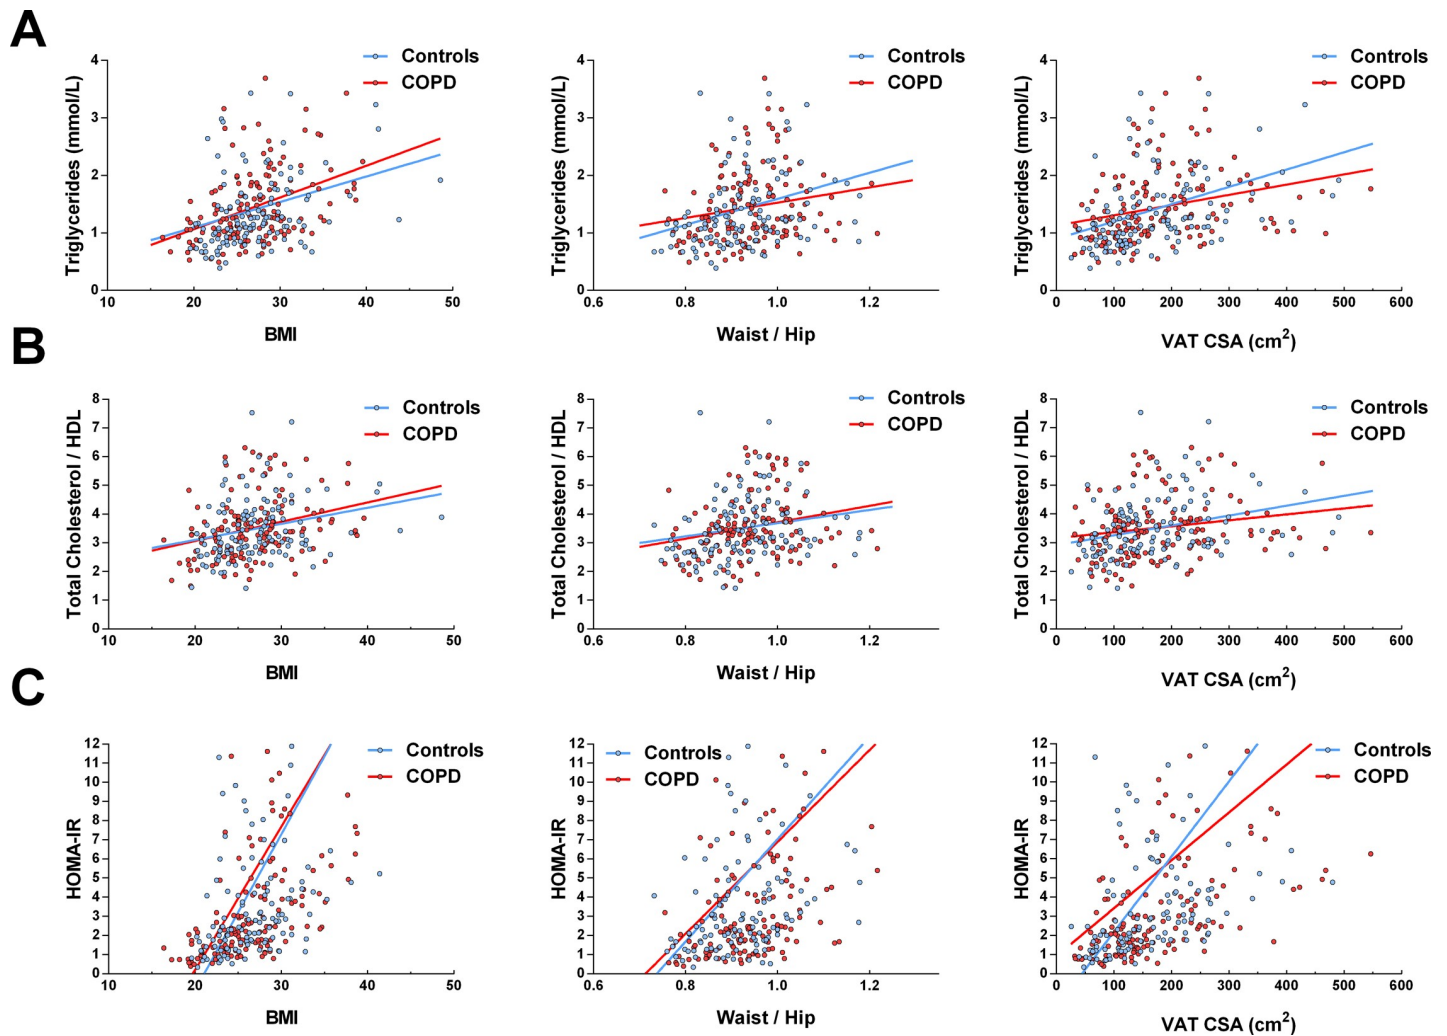 A
Controls
COPD
Triglycerides (mmol/L)
4
3
2
1
0
10 20 30 40 50
BMI
Controls
COPD
Triglycerides (mmol/L)
4
3
2
1
0
0.6 0.8 1.0 1.2
Waist / Hip
Controls
COPD
Triglycerides (mmol/L)
4
3
2
1
0
0 100 200 300 400 500 600
VAT CSA (cm²)
B
Controls
COPD
Total Cholesterol / HDL
8
7
6
5
4
3
2
1
0
10 20 30 40 50
BMI
Controls
COPD
Total Cholesterol / HDL
8
7
6
5
4
3
2
1
0
0.6 0.8 1.0 1.2
Waist / Hip
Controls
COPD
Total Cholesterol / HDL
8
7
6
5
4
3
2
1
0
0 100 200 300 400 500 600
VAT CSA (cm²)
C
Controls
COPD
HOMA-IR
12
11
10
9
8
7
6
5
4
3
2
1
0
10 20 30 40 50
BMI
Controls
COPD
HOMA-IR
12
11
10
9
8
7
6
5
4
3
2
1
0
0.6 0.8 1.0 1.2
Waist / Hip
Controls
COPD
HOMA-IR
12
11
10
9
8
7
6
5
4
3
2
1
0
0 100 200 300 400 500 600
VAT CSA (cm²)